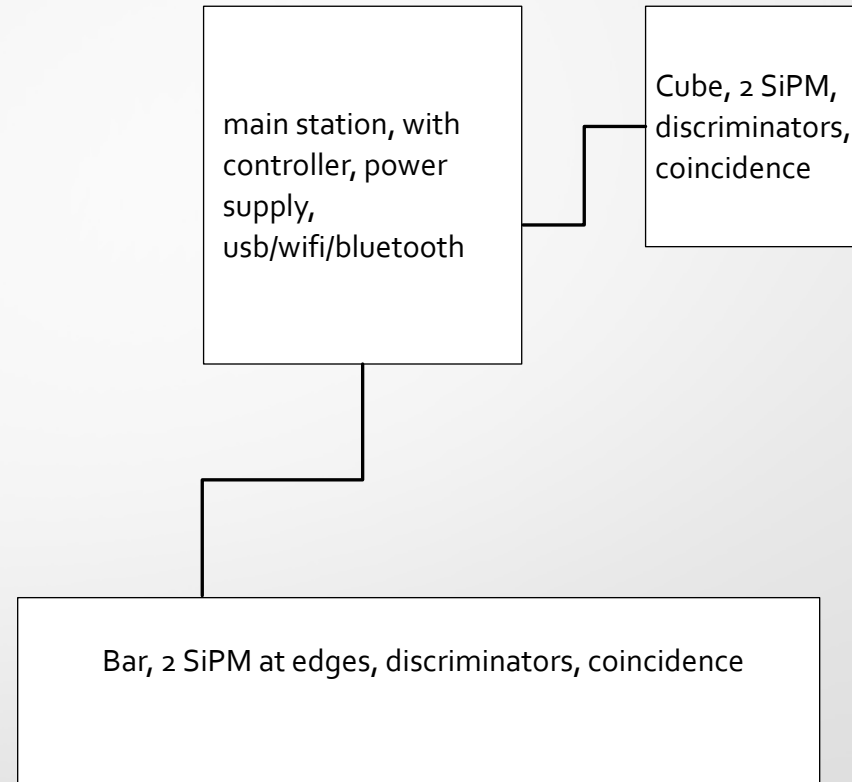 main station, with
controller, power
supply,
usb/wifi/bluetooth
Cube, 2 SiPM,
discriminators,
coincidence
Bar, 2 SiPM at edges, discriminators, coincidence